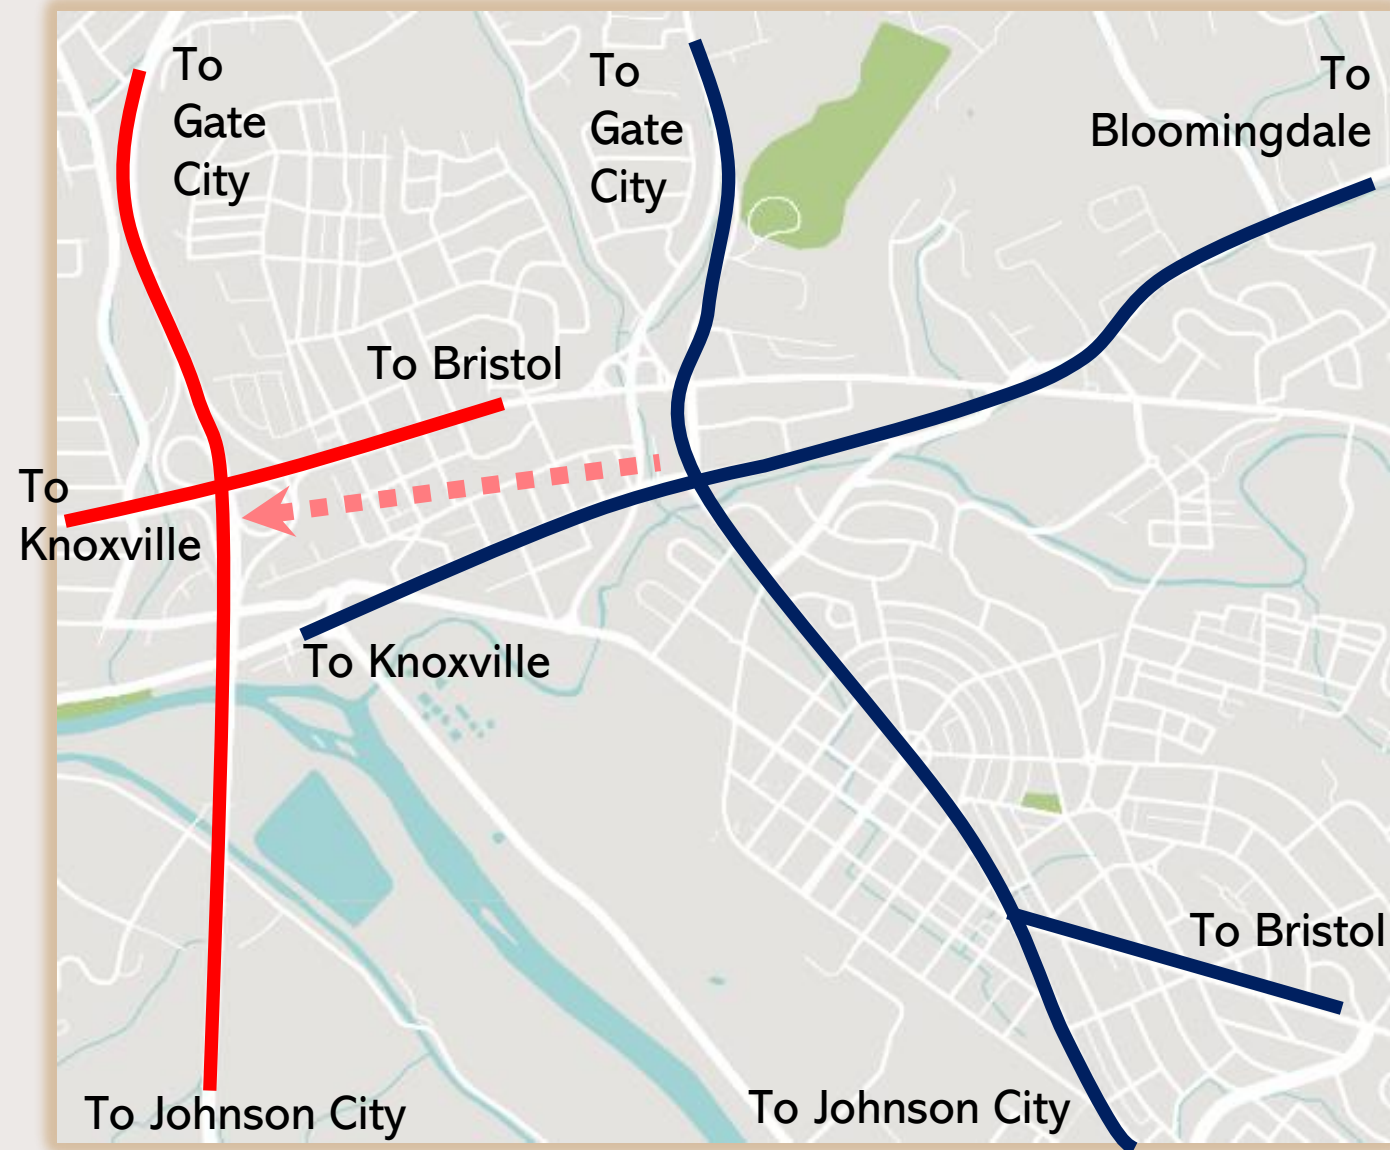 To
Gate
City
To
Gate
City
To
Bloomingdale
To Bristol
To
Knoxville
To Knoxville
To Bristol
To Johnson City
To Johnson City